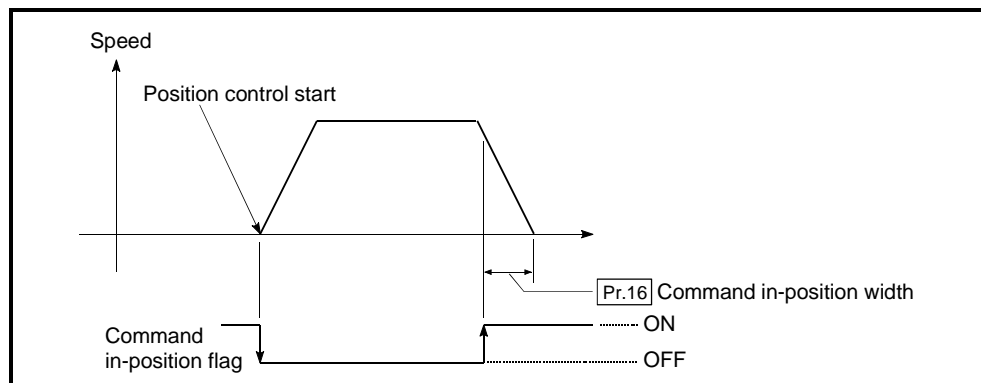 Speed
Position control start
Pr.16 Command in-position width
Command
in-position flag
ON
OFF